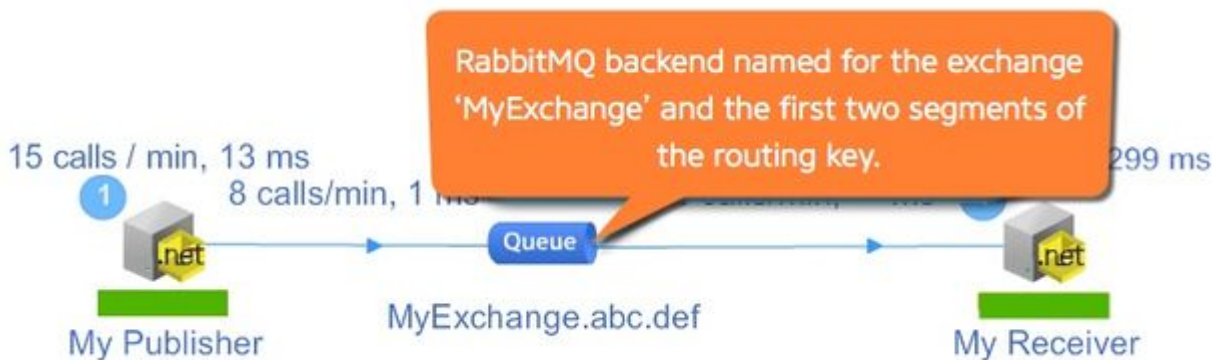 RabbitMQ backend named for the exchange
‘MyExchange’ and the first two segments of
the routing key.
15 calls / min, 13 ms
299 ms
1
8 calls/min, 1 ms
Queue
.net
.net
MyExchange.abc.def
My Publisher
My Receiver